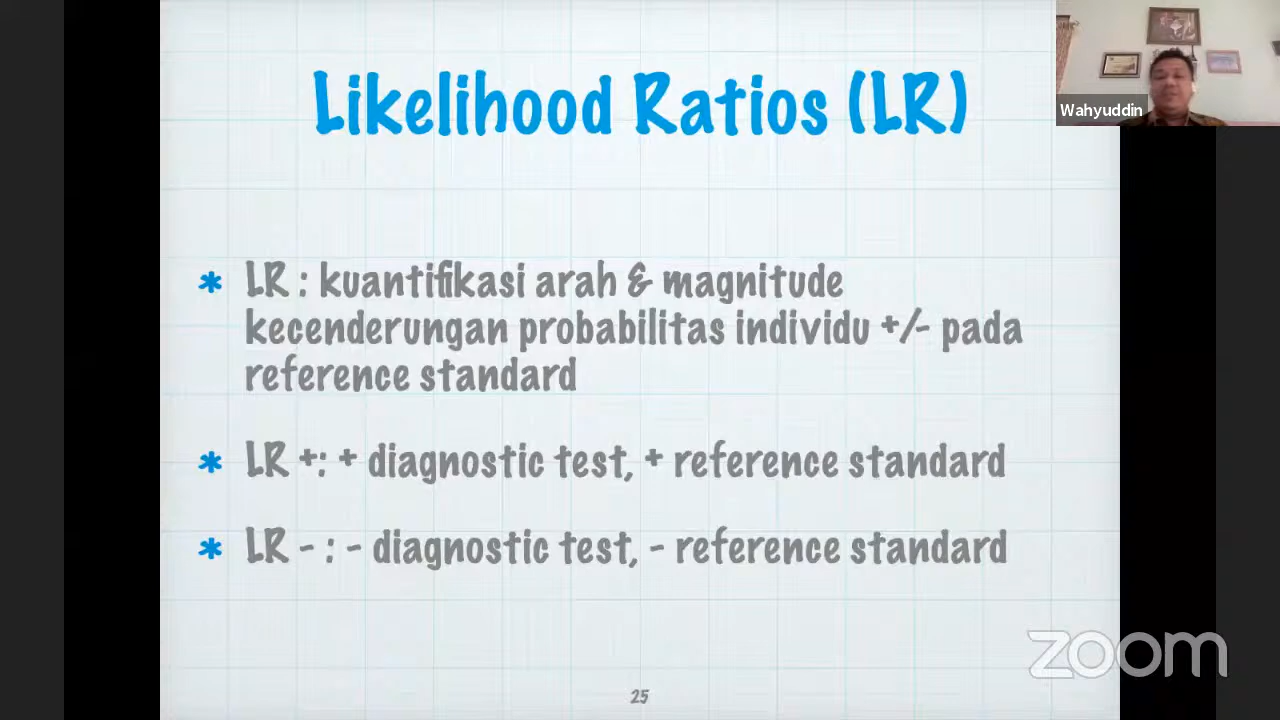 Likelihood Ratios (LR)
Wahyuddin
* LR : kuantifikasi arah & magnitude
kecenderungan probabilitas individu +/- pada
reference standard
* LR +: + diagnostic test, + reference standard
* LR - : - diagnostic test, - reference standard
zoom
25